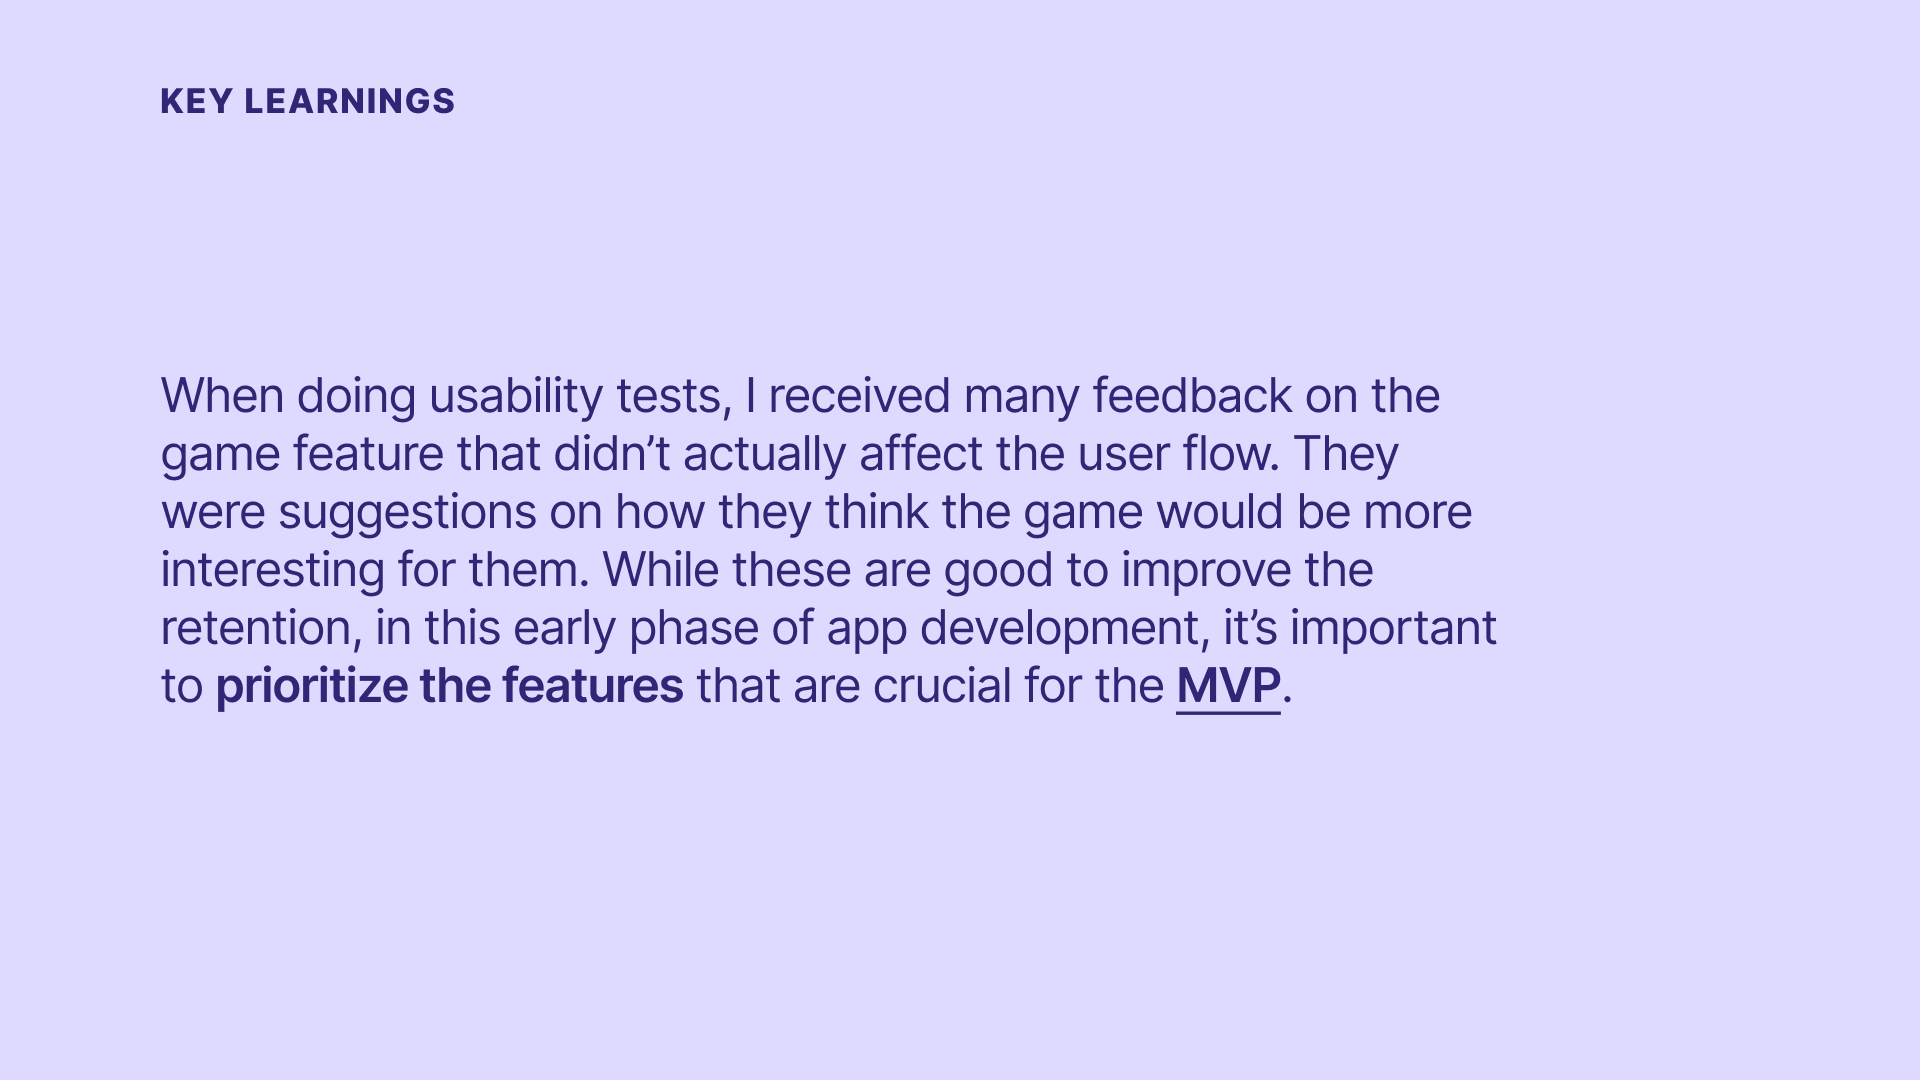 KEY LEARNINGS
When doing usability tests, I received many feedback on the
game feature that didn’t actually affect the user flow. They
were suggestions on how they think the game would be more
interesting for them. While these are good to improve the
retention, in this early phase of app development, it’s important
to prioritize the features that are crucial for the MVP.